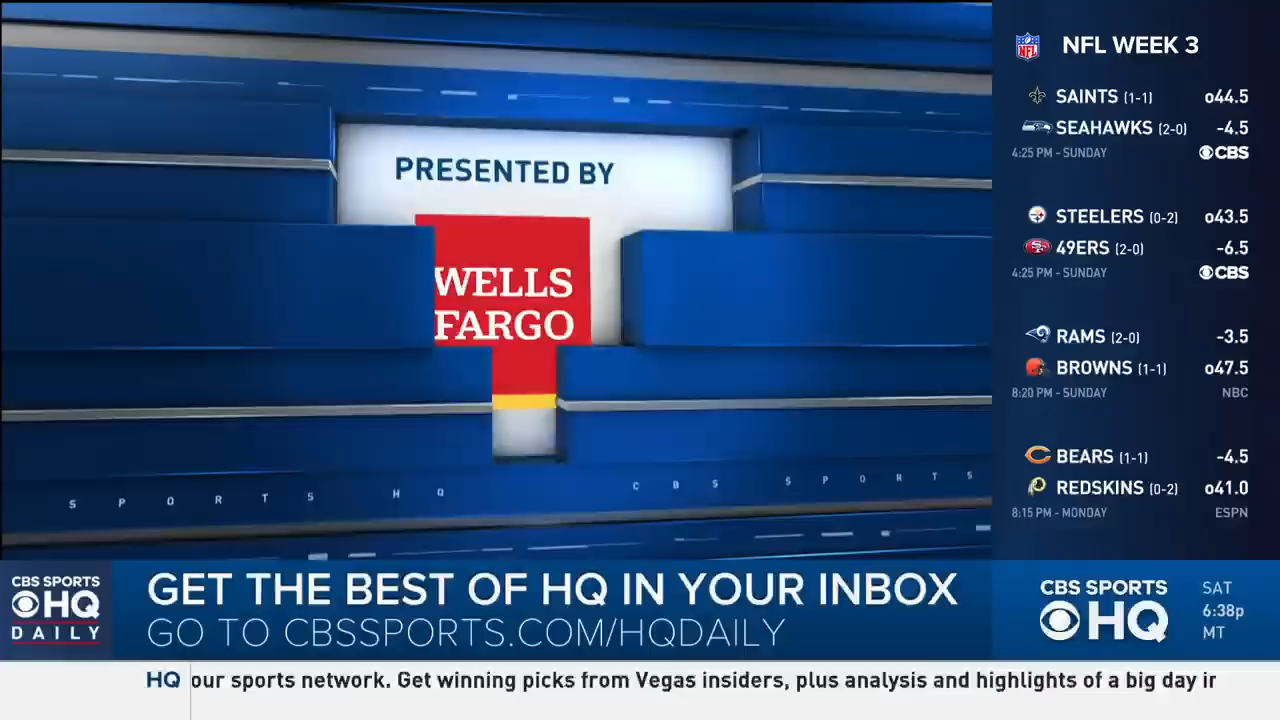 PRESENTED BY
WELLS
FARGO
SPORTS HQ CBS SPORTS
NFL WEEK 3
SAINTS (1-1) o44.5
SEAHAWKS (2-0) -4.5
4:25 PM - SUNDAY CBS
STEELERS (0-2) o43.5
49ERS (2-0) -6.5
4:25 PM - SUNDAY CBS
RAMS (2-0) -3.5
BROWNS (1-1) o47.5
8:20 PM - SUNDAY NBC
BEARS (1-1) -4.5
REDSKINS (0-2) o41.0
8:15 PM - MONDAY ESPN
CBS SPORTS
HQ
DAILY
GET THE BEST OF HQ IN YOUR INBOX
GO TO CBSSPORTS.COM/HQDAILY
CBS SPORTS
HQ
SAT
6:38p
MT
HQ our sports network. Get winning picks from Vegas insiders, plus analysis and highlights of a big day ir